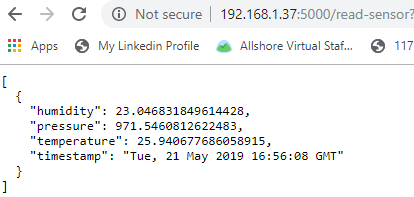 Not secure | 192.168.1.37:5000/read-sensor?
Apps My Linkedin Profile Allshore Virtual Staf... 117
[
{
"humidity": 23.046831849614428,
"pressure": 971.5460812622483,
"temperature": 25.940677686058915,
"timestamp": "Tue, 21 May 2019 16:56:08 GMT"
}
]